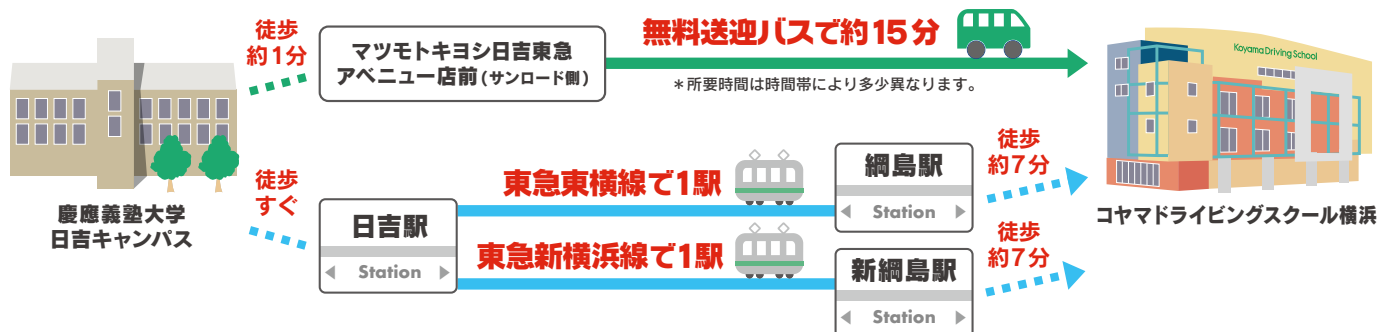 徒歩
約1分
マツモトキヨシ日吉東急
アベニュー店前(サンロード側)
無料送迎バスで約15分
*所要時間は時間帯により多少異なります。
Koyama Driving School
慶應義塾大学
日吉キャンパス
徒歩
すぐ
日吉駅
Station
東急東横線で1駅
東急新横浜線で1駅
綱島駅
Station
新綱島駅
Station
徒歩
約7分
徒歩
約7分
コヤマドライビングスクール横浜